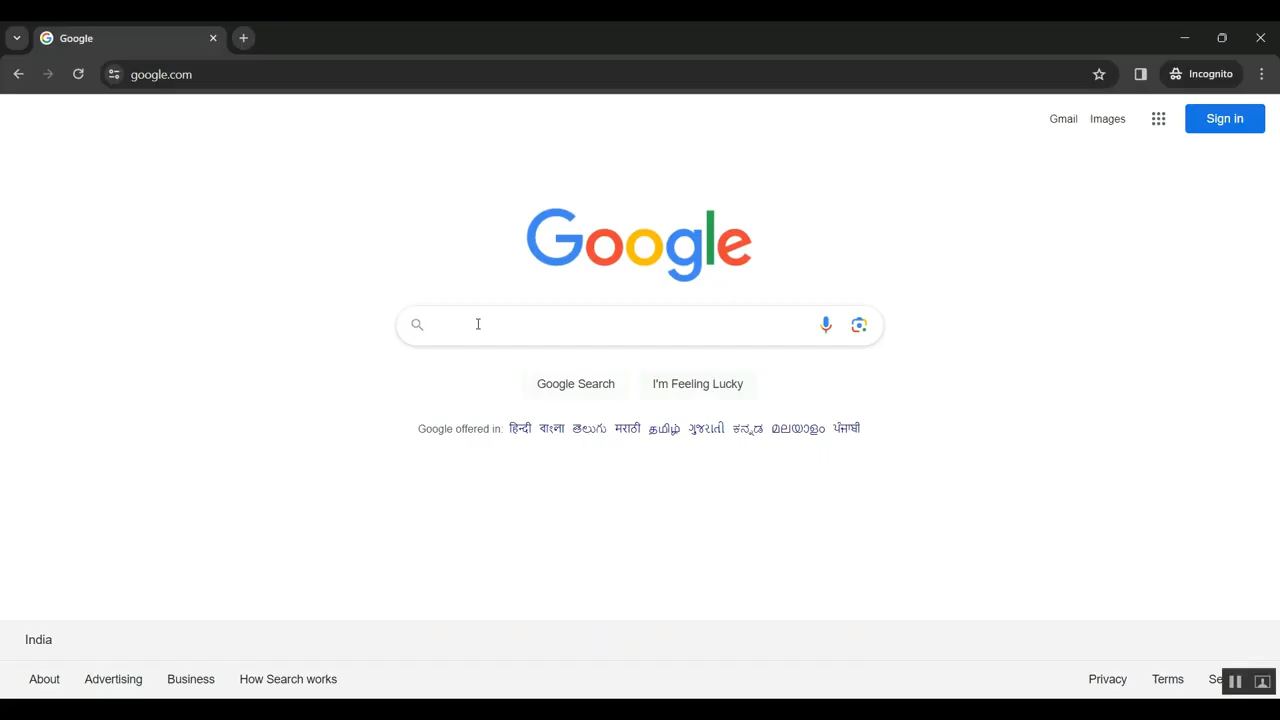 Google
google.com
Incognito
Gmail Images Sign in
Google
Google Search I'm Feeling Lucky
Google offered in: हिन्दी বাংলা తెలుగు मराठी தமிழ் ગુજરાતી ಕನ್ನಡ മലയാളം ਪੰਜਾਬੀ
India
About Advertising Business How Search works Privacy Terms Se